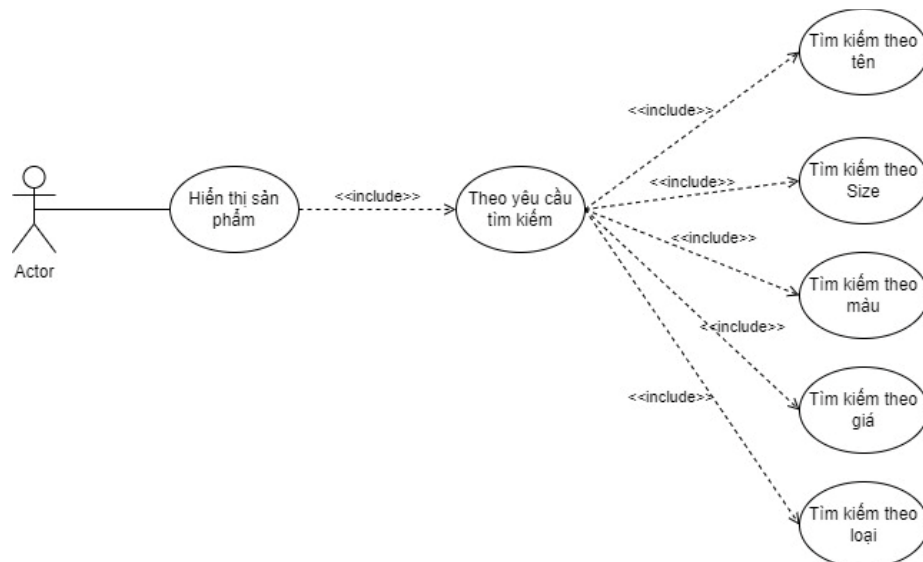 Tìm kiếm theo
tên
<<include>>
Hiển thị sản
phẩm
<<include>>
Theo yêu cầu
tìm kiếm
<<include>>
Tìm kiếm theo
Size
<<include>>
Tìm kiếm theo
màu
Actor
<<include>>
Tìm kiếm theo
giá
<<include>>
Tìm kiếm theo
loại